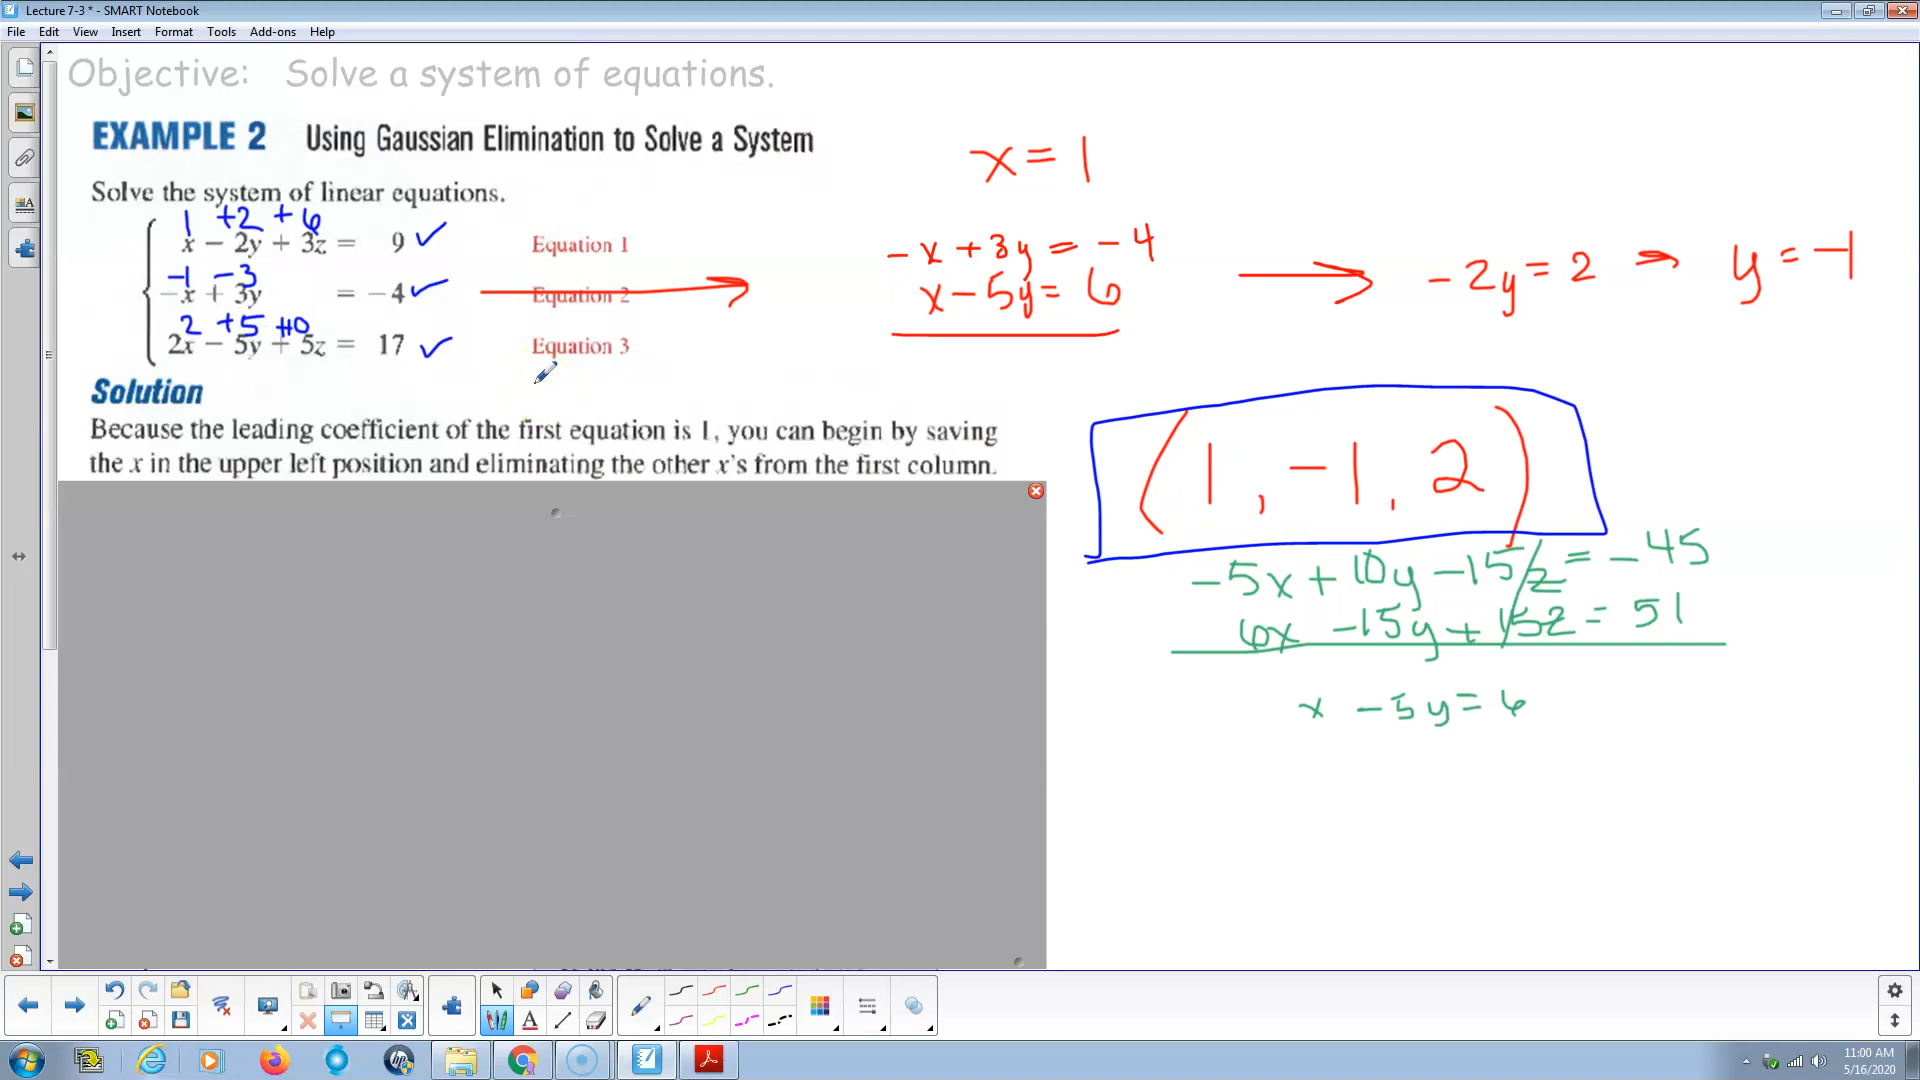 Lecture 7-3 * - SMART Notebook
File Edit View Insert Format Tools Add-ons Help
Objective: Solve a system of equations.
EXAMPLE 2 Using Gaussian Elimination to Solve a System
x = 1
Solve the system of linear equations.
1 +2 +6
x − 2y + 3z = 9 ✓ Equation 1
-x + 3y = -4
-1 -3
−x + 3y = −4 ✓ Equation 2
x - 5y = 6
-2y = 2 → y = -1
2 +5 +10
2x − 5y + 5z = 17 ✓ Equation 3
Solution
Because the leading coefficient of the first equation is 1, you can begin by saving
the x in the upper left position and eliminating the other x's from the first column.
(1, -1, 2)
-5x + 10y - 15z = -45
6x - 15y + 15z = 51
x - 5y = 6
A
11:00 AM
5/16/2020